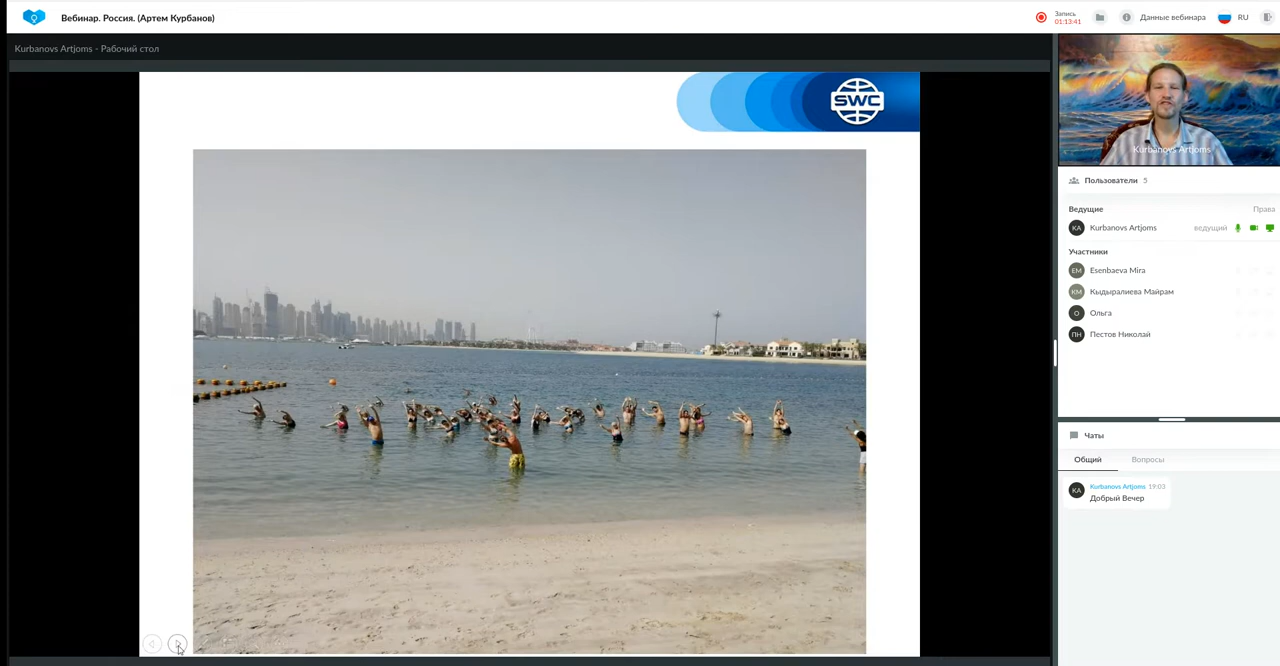 Вебинар. Россия. (Артем Курбанов)
Запись
01:13:41
Данные вебинара
RU
Kurbanovs Artjoms - Рабочий стол
SWC
Kurbanovs Artjoms
Пользователи 5
Ведущие Права
KA Kurbanovs Artjoms ведущий
Участники
EM Esenbaeva Mira
КМ Кыдыралиева Майрам
О Ольга
ПН Пестов Николай
Чаты
Общий Вопросы
KA Kurbanovs Artjoms 19:03
Добрый Вечер